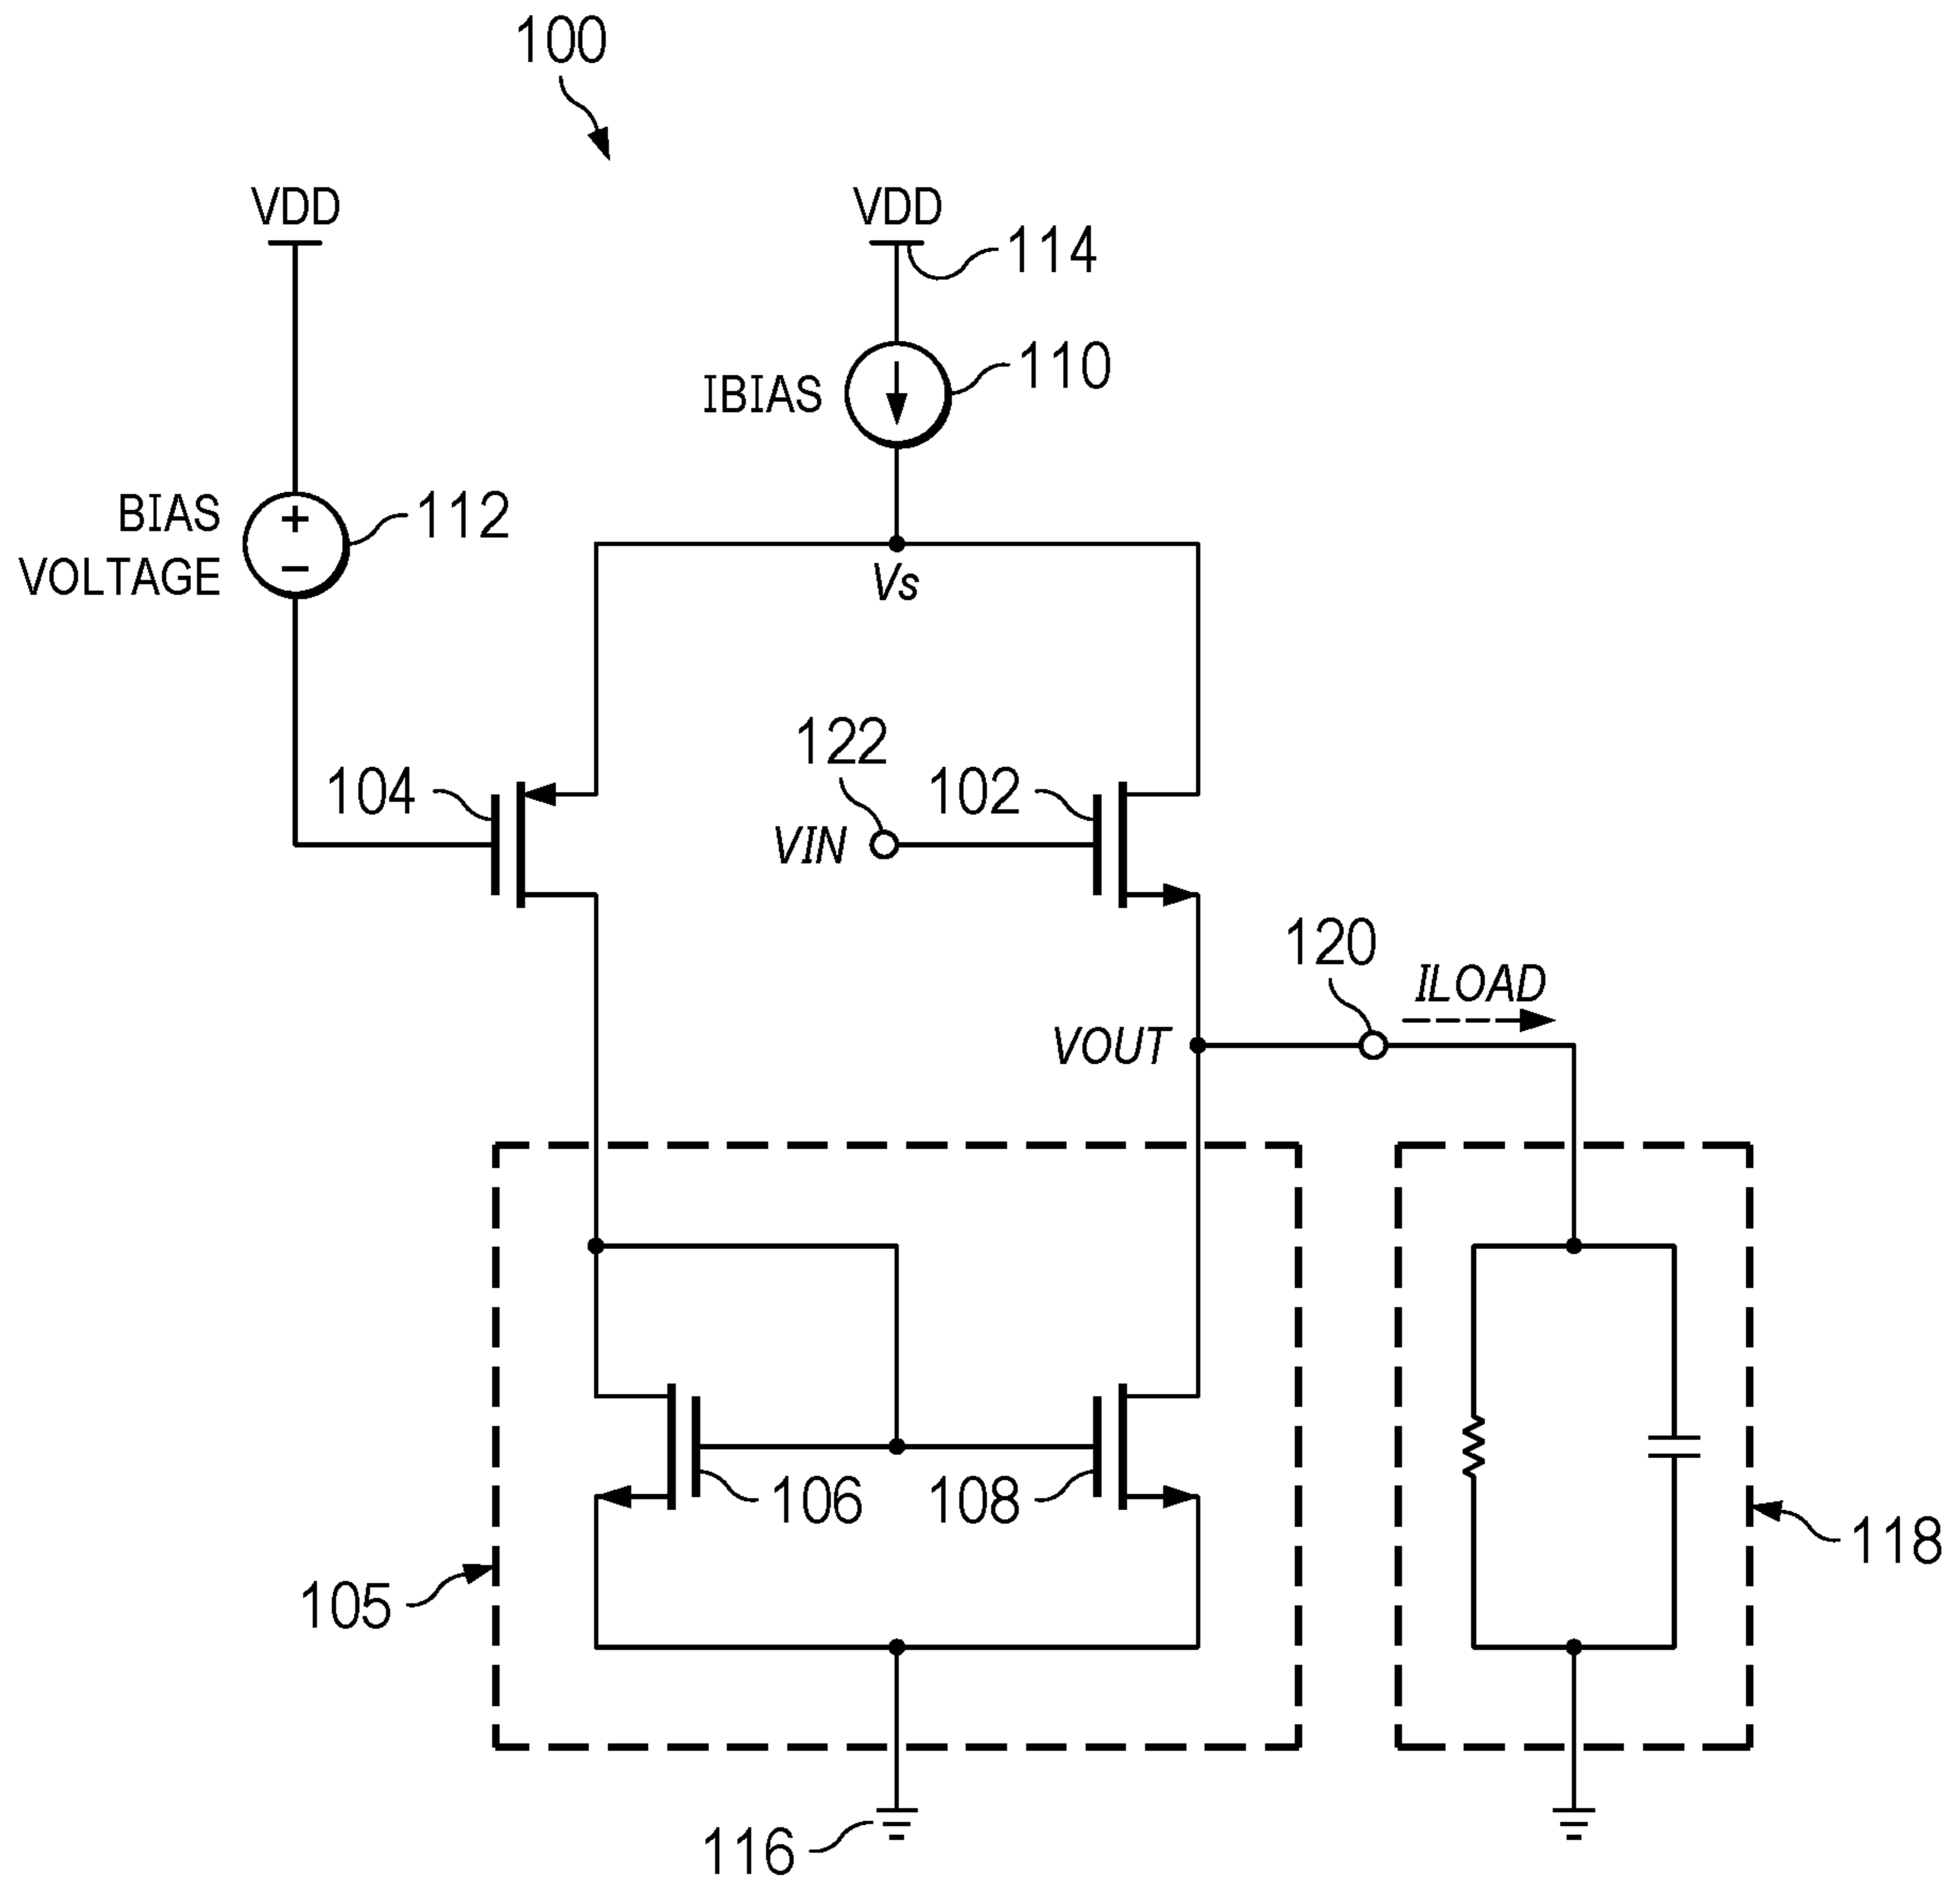 100
VDD
VDD
114
110
IBIAS
BIAS
VOLTAGE
+
−
112
Vs
122
104
102
VIN
120
ILOAD
VOUT
106
108
118
105
116